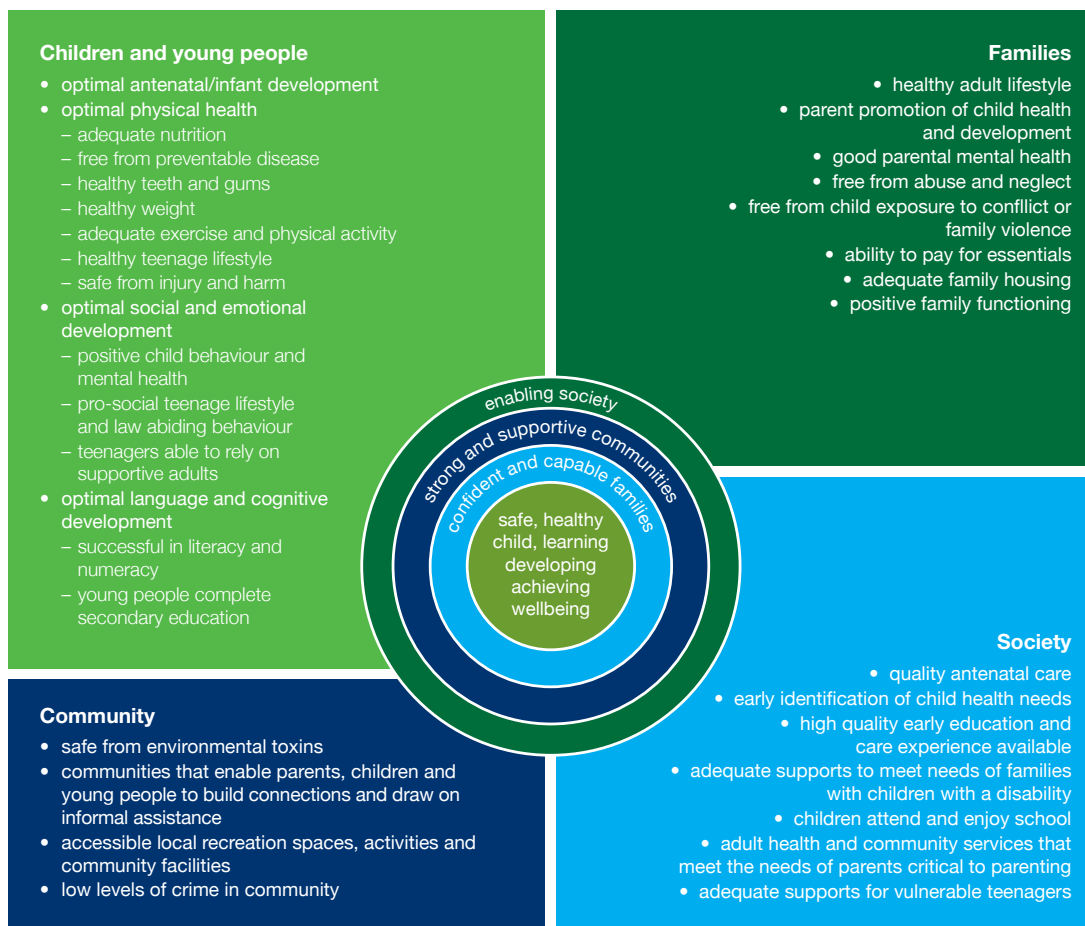 Children and young people
• optimal antenatal/infant development
• optimal physical health
– adequate nutrition
– free from preventable disease
– healthy teeth and gums
– healthy weight
– adequate exercise and physical activity
– healthy teenage lifestyle
– safe from injury and harm
• optimal social and emotional
development
– positive child behaviour and
mental health
– pro-social teenage lifestyle
and law abiding behaviour
– teenagers able to rely on
supportive adults
• optimal language and cognitive
development
– successful in literacy and
numeracy
– young people complete
secondary education
Families
• healthy adult lifestyle
• parent promotion of child health
and development
• good parental mental health
• free from abuse and neglect
• free from child exposure to confllict or
family violence
• ability to pay for essentials
• adequate family housing
• positive family functioning
enabling society
strong and supportive communities
confident and capable families
safe, healthy
child, learning
developing
achieving
wellbeing
Community
• safe from environmental toxins
• communities that enable parents, children and
young people to build connections and draw on
informal assistance
• accessible local recreation spaces, activities and
community facilities
• low levels of crime in community
Society
• quality antenatal care
• early identification of child health needs
• high quality early education and
care experience available
• adequate supports to meet needs of families
with children with a disability
• children attend and enjoy school
• adult health and community services that
meet the needs of parents critical to parenting
• adequate supports for vulnerable teenagers